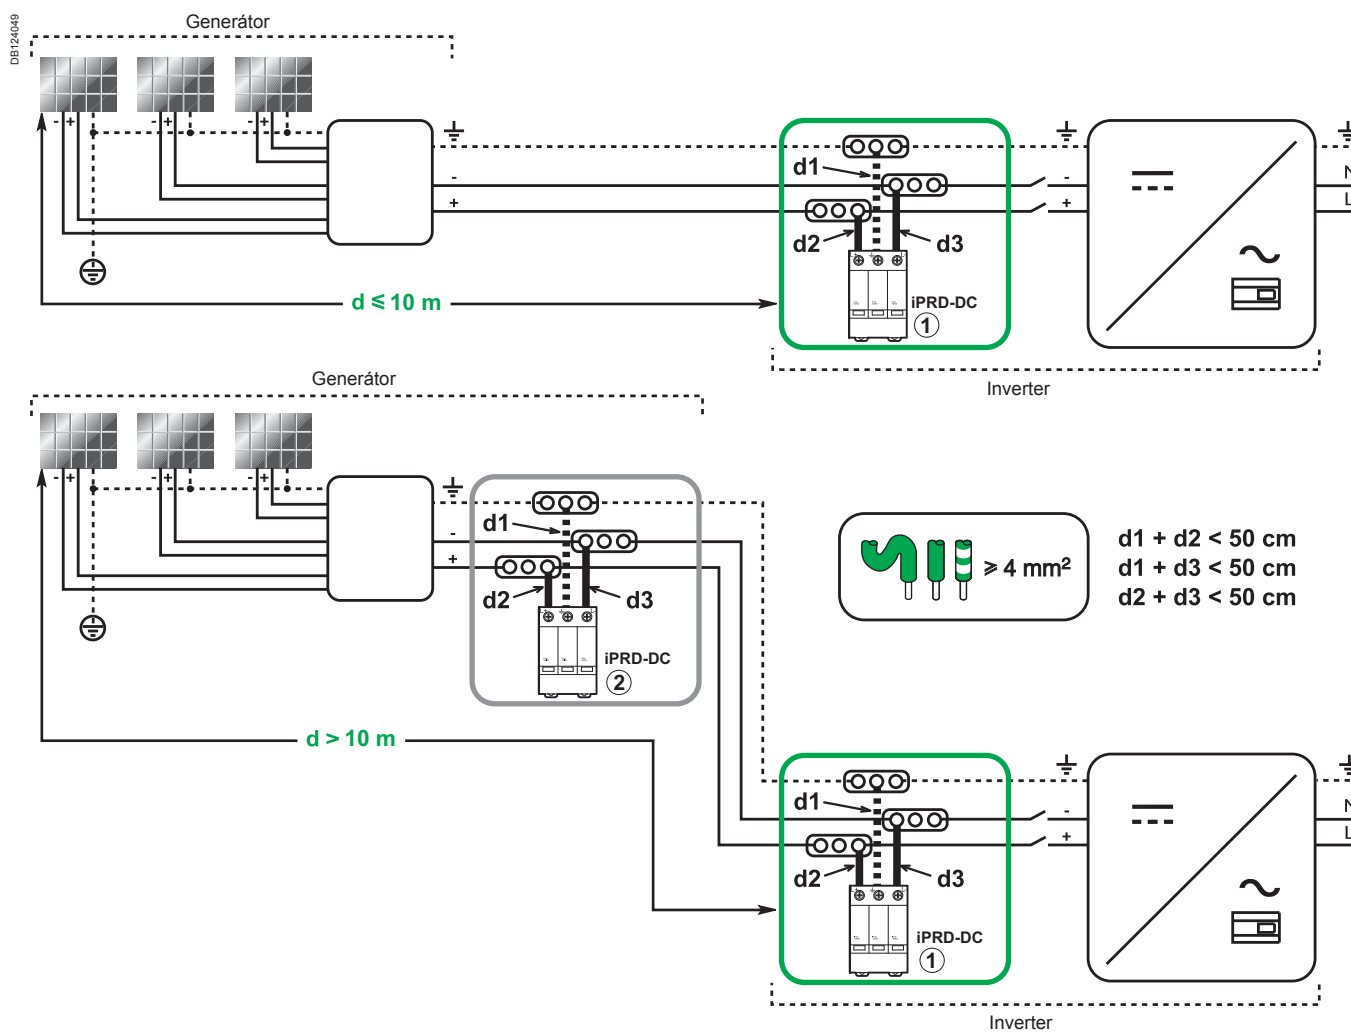 DB124049
Generátor
- +
- +
- +
-
+
d1
d2
d3
-
+
N
L
d ⩽ 10 m
iPRD-DC
1
Inverter
Generátor
- +
- +
- +
-
+
d1
d2
d3
iPRD-DC
2
⩾ 4 mm²
d1 + d2 < 50 cm
d1 + d3 < 50 cm
d2 + d3 < 50 cm
d > 10 m
d1
d2
d3
-
+
N
L
iPRD-DC
1
Inverter